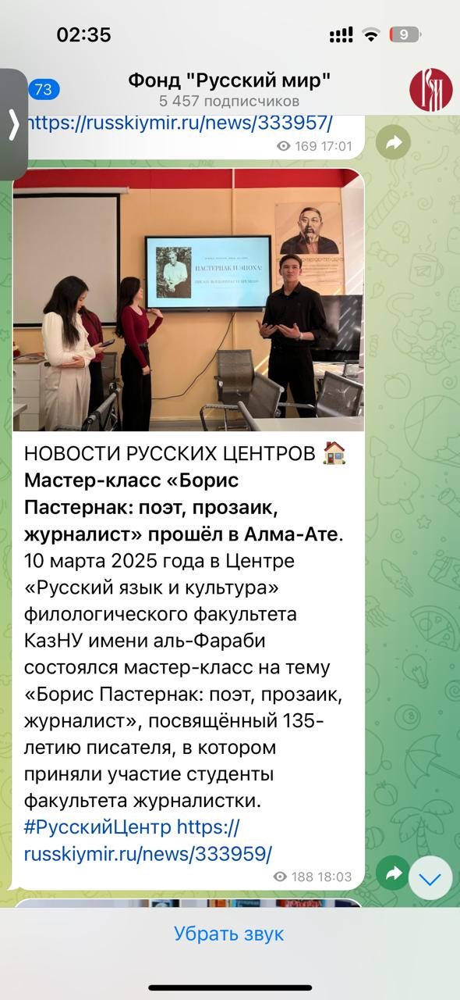 02:35
9
73
Фонд "Русский мир"
5 457 подписчиков
https://russkiymir.ru/news/333957/
169 17:01
ПАСТЕРНАК И ЭПОХА:
НОВОСТИ РУССКИХ ЦЕНТРОВ
Мастер-класс «Борис
Пастернак: поэт, прозаик,
журналист» прошёл в Алма-Ате.
10 марта 2025 года в Центре
«Русский язык и культура»
филологического факультета
КазНУ имени аль-Фараби
состоялся мастер-класс на тему
«Борис Пастернак: поэт, прозаик,
журналист», посвящённый 135-
летию писателя, в котором
приняли участие студенты
факультета журналистки.
#РусскийЦентр https://
russkiymir.ru/news/333959/
188 18:03
Убрать звук